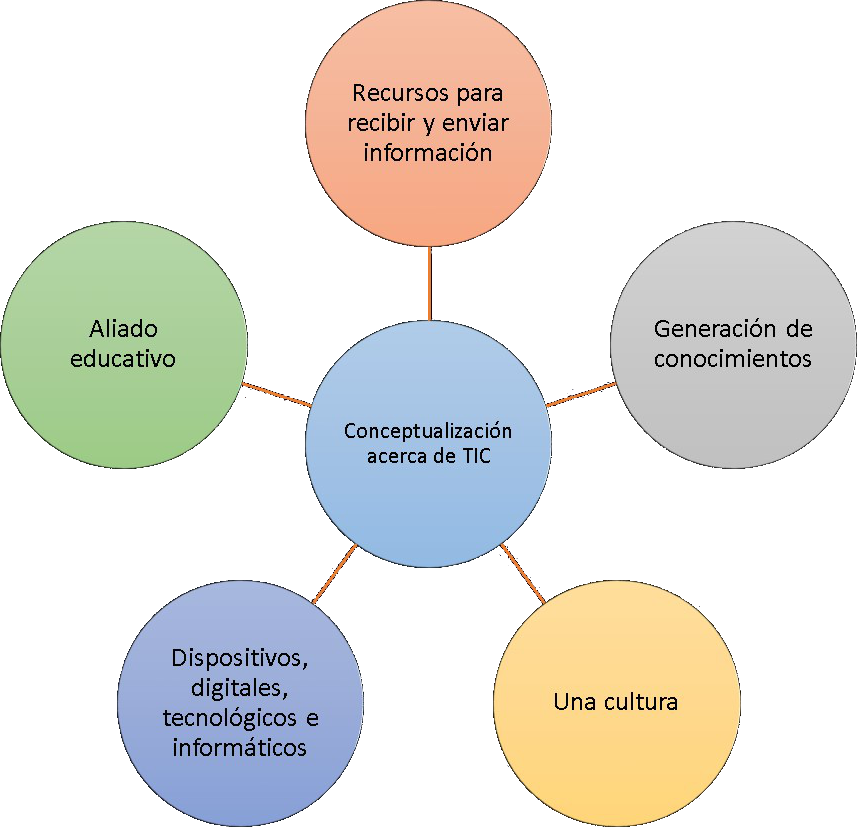 Recursos para
recibir y enviar
información
Generación de
conocimientos
Una cultura
Dispositivos,
digitales,
tecnológicos e
informáticos
Aliado
educativo
Conceptualización
acerca de TIC